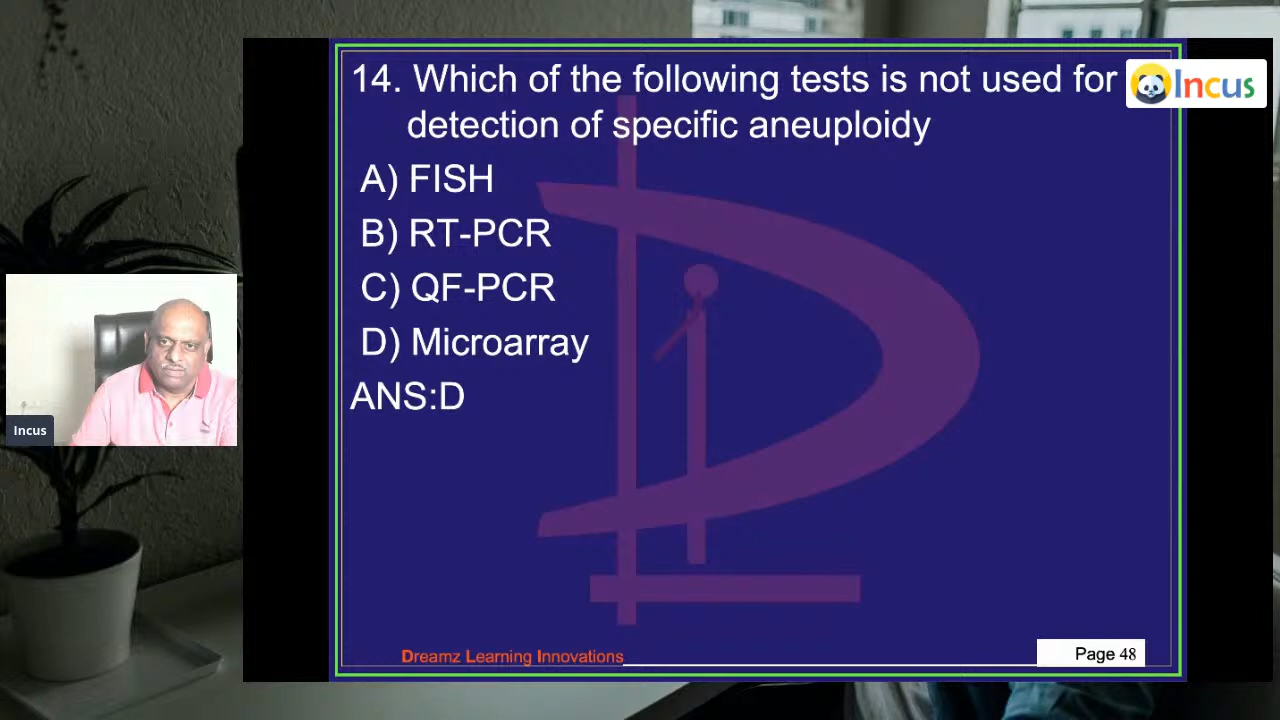 14. Which of the following tests is not used for
detection of specific aneuploidy
A) FISH
B) RT-PCR
C) QF-PCR
D) Microarray
ANS:D
Incus
Incus
Dreamz Learning Innovations
Page 48